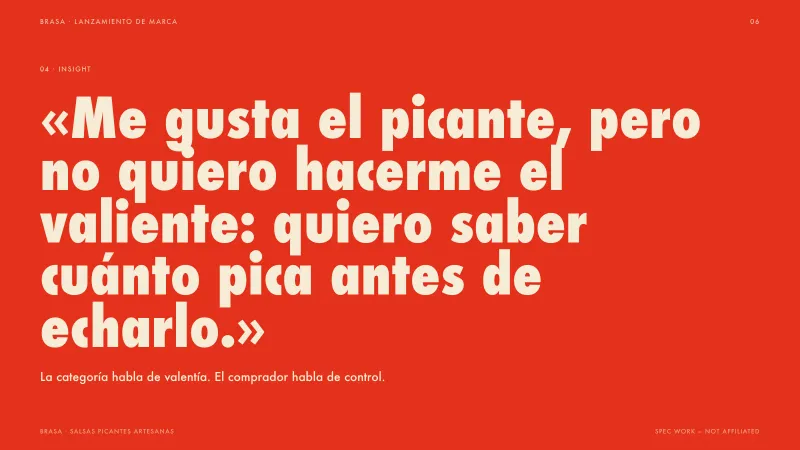 BRASA · LANZAMIENTO DE MARCA
06
04 · INSIGHT
«Me gusta el picante, pero
no quiero hacerme el
valiente: quiero saber
cuánto pica antes de
echarlo.»
La categoría habla de valentía. El comprador habla de control.
BRASA · SALSAS PICANTES ARTESANAS
SPEC WORK — NOT AFFILIATED